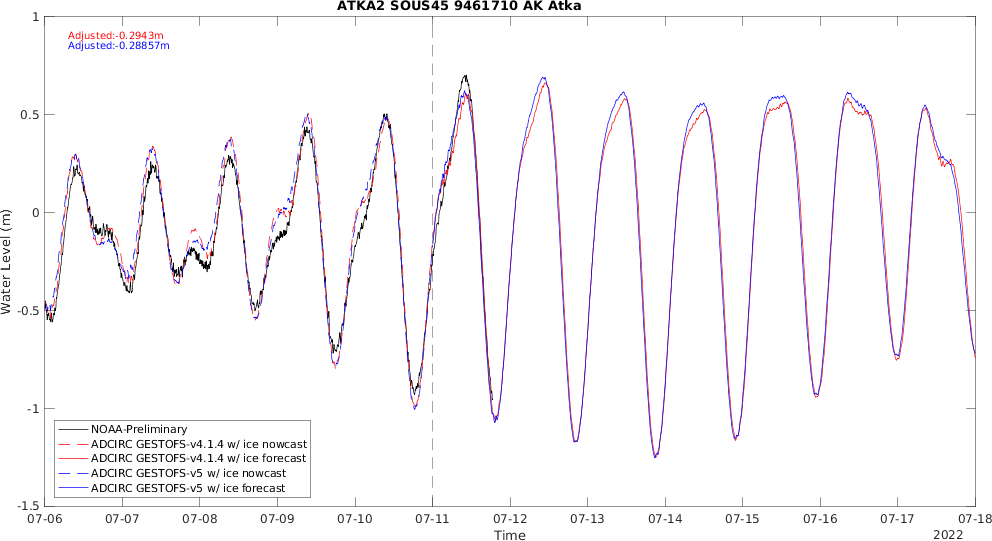 ATKA2 SOUS45 9461710 AK Atka
Adjusted:-0.2943m
Adjusted:-0.28857m
1
0.5
0
-0.5
-1
-1.5
Water Level (m)
NOAA-Preliminary
ADCIRC GESTOFS-v4.1.4 w/ ice nowcast
ADCIRC GESTOFS-v4.1.4 w/ ice forecast
ADCIRC GESTOFS-v5 w/ ice nowcast
ADCIRC GESTOFS-v5 w/ ice forecast
07-06 07-07 07-08 07-09 07-10 07-11 07-12 07-13 07-14 07-15 07-16 07-17 07-18
Time
2022